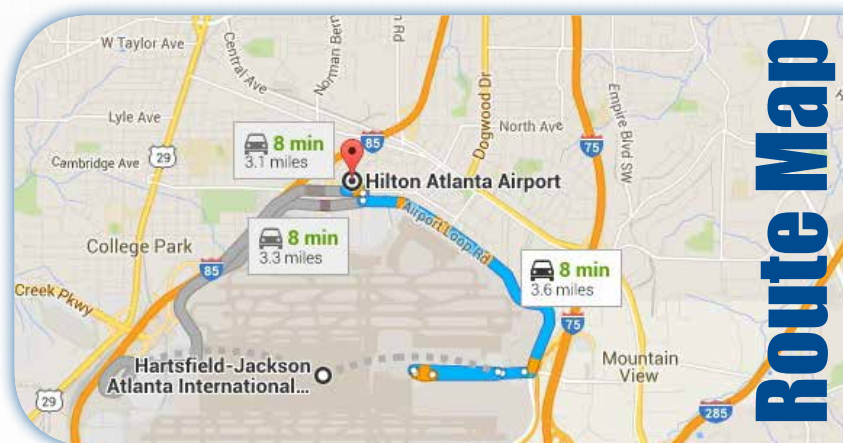 W Taylor Ave
Central Ave
Norman Ber
n Rd
Dogwood Dr
Lyle Ave
North Ave
Empire Blvd SW
85
75
8 min
3.1 miles
29
Cambridge Ave
Hilton Atlanta Airport
Airport Loop Rd
College Park
8 min
3.3 miles
85
8 min
3.6 miles
Creek Pkwy
75
Hartsfield-Jackson
Atlanta International...
Mountain
View
29
285
Route Map